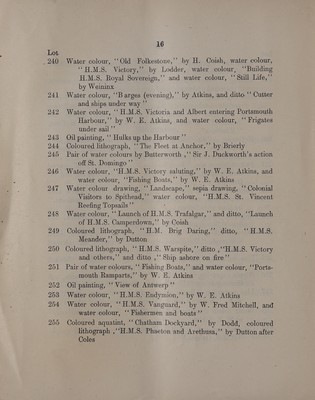 16
Lot
240 Water colour, "Old Folkestone," by H. Coish, water colour,
"H.M.S. Victory," by Lodder, water colour, "Building
H.M.S. Royal Sovereign," and water colour, "Still Life,"
by Weininx
241 Water colour, "Barges (evening)," by Atkins, and ditto "Cutter
and ships under way"
242 Water colour, "H.M.S. Victoria and Albert entering Portsmouth
Harbour," by W. E. Atkins, and water colour, "Frigates
under sail"
243 Oil painting, "Hulks up the Harbour"
244 Coloured lithograph, "The Fleet at Anchor," by Brierly
245 Pair of water colours by Butterworth ," Sir J. Duckworth's action
off St. Domingo"
246 Water colour, "H.M.S. Victory saluting," by W. E. Atkins, and
water colour, "Fishing Boats," by W. E. Atkins
247 Water colour drawing, "Landscape," sepia drawing, "Colonial
Visitors to Spithead," water colour, "H.M.S. St. Vincent
Reefing Topsails"
248 Water colour, "Launch of H.M.S. Trafalgar," and ditto, "Launch
of H.M.S. Camperdown," by Coish
249 Coloured lithograph, "H.M. Brig Daring," ditto, "H.M.S.
Meander," by Dutton
250 Coloured lithograph, "H.M.S. Warspite," ditto ,"H.M.S. Victory
and others," and ditto ," Ship ashore on fire"
251 Pair of water colours, "Fishing Boats," and water colour, "Ports-
mouth Ramparts," by W. E. Atkins
252 Oil painting, "View of Antwerp"
253 Water colour, "H.M.S. Endymion," by W. E. Atkins
254 Water colour, "H.M.S. Vanguard," by W. Fred Mitchell, and
water colour, "Fishermen and boats"
255 Coloured aquatint, "Chatham Dockyard," by Dodd, coloured
lithograph ,"H.M.S. Phaeton and Arethusa," by Dutton after
Coles